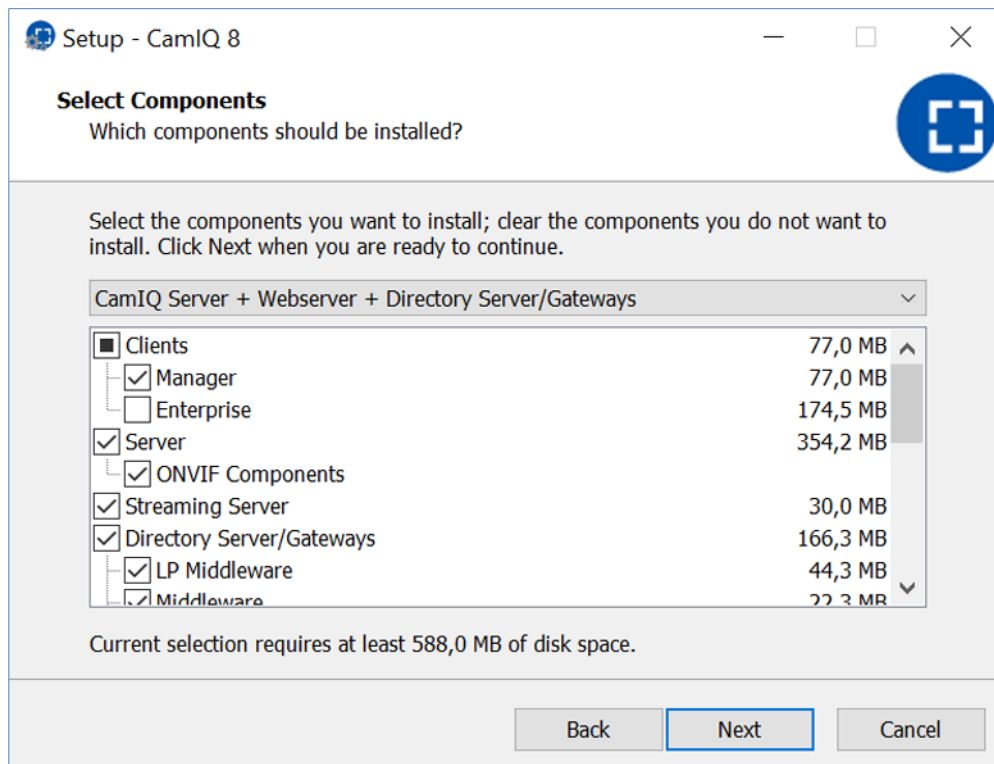 Setup - CamIQ 8
Select Components
Which components should be installed?
Select the components you want to install; clear the components you do not want to
install. Click Next when you are ready to continue.
CamIQ Server + Webserver + Directory Server/Gateways
Clients 77,0 MB
Manager 77,0 MB
Enterprise 174,5 MB
Server 354,2 MB
ONVIF Components
Streaming Server 30,0 MB
Directory Server/Gateways 166,3 MB
LP Middleware 44,3 MB
Middleware 22,3 MB
Current selection requires at least 588,0 MB of disk space.
Back Next Cancel